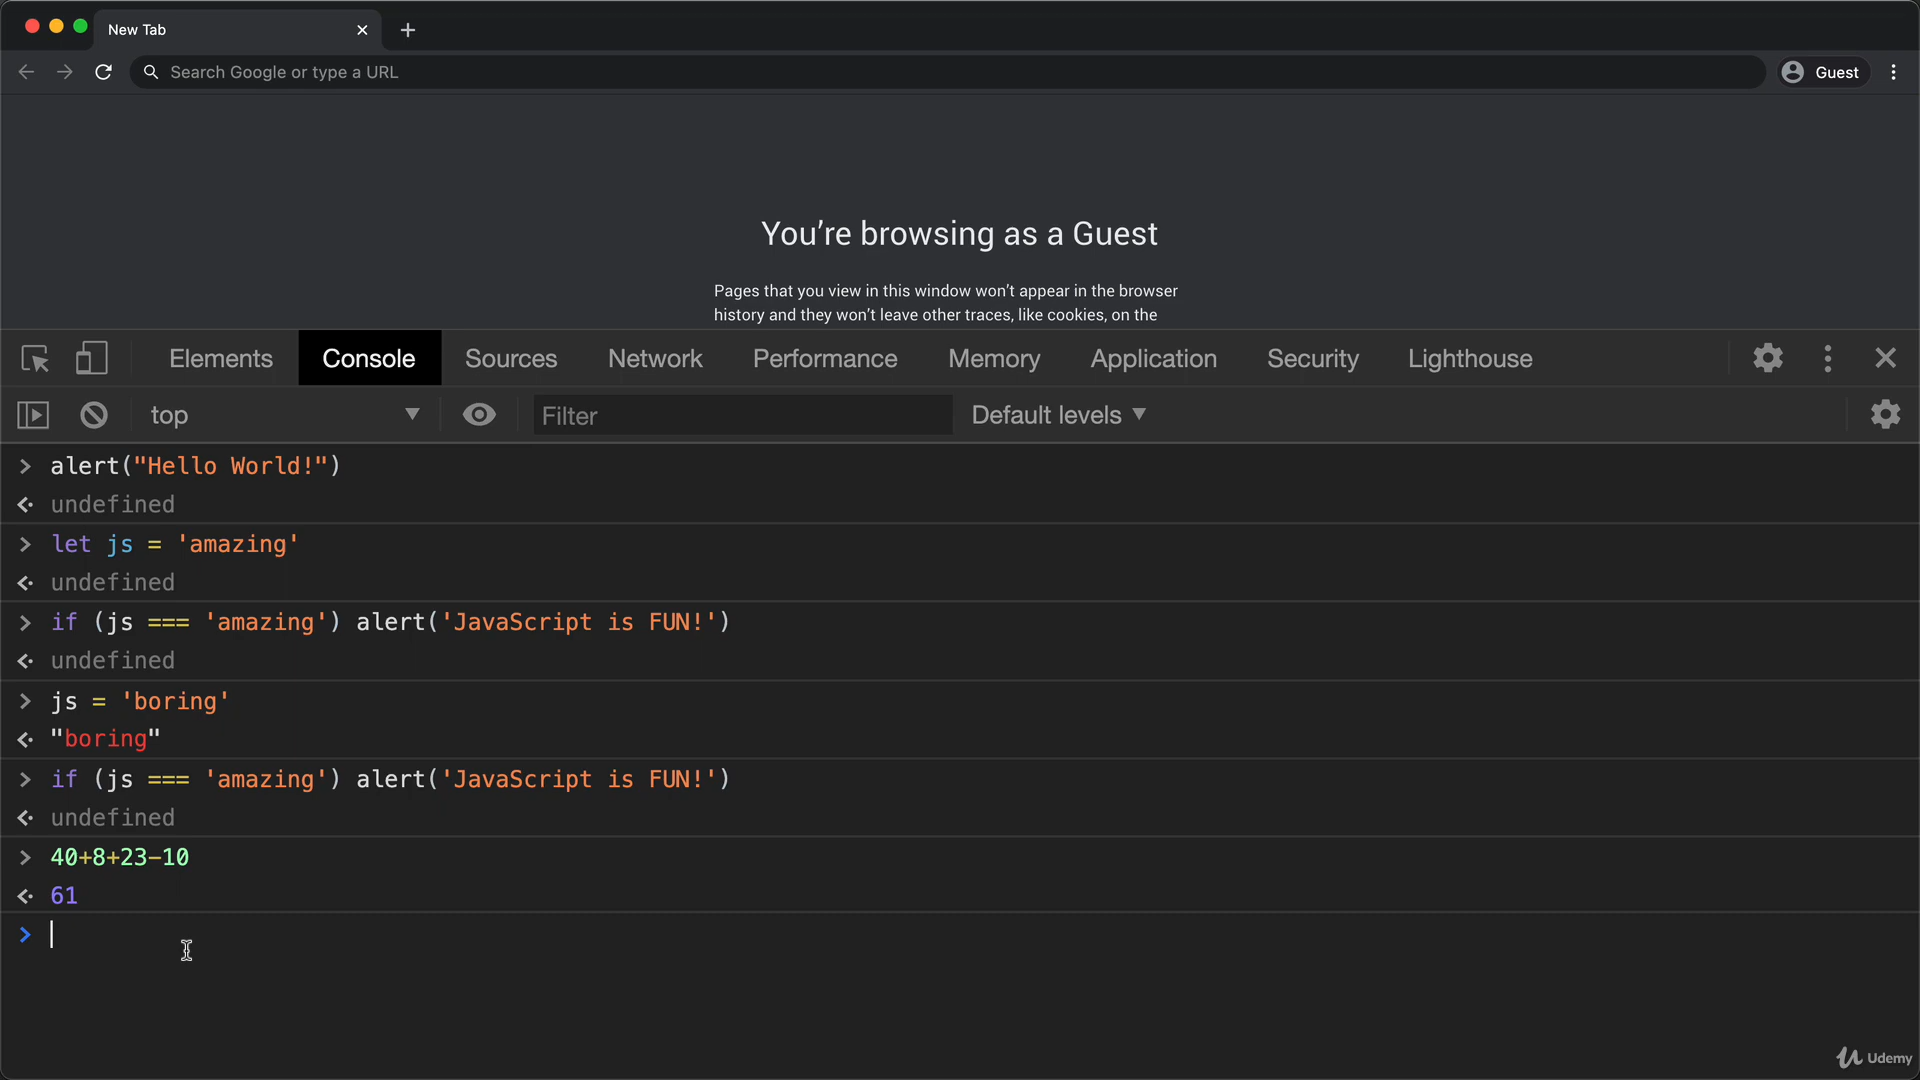 New Tab
Search Google or type a URL
Guest
You’re browsing as a Guest
Pages that you view in this window won’t appear in the browser
history and they won’t leave other traces, like cookies, on the
Elements Console Sources Network Performance Memory Application Security Lighthouse
top Filter Default levels
> alert("Hello World!")
undefined
> let js = 'amazing'
undefined
> if (js === 'amazing') alert('JavaScript is FUN!')
undefined
> js = 'boring'
"boring"
> if (js === 'amazing') alert('JavaScript is FUN!')
undefined
> 40+8+23-10
61
>
Udemy